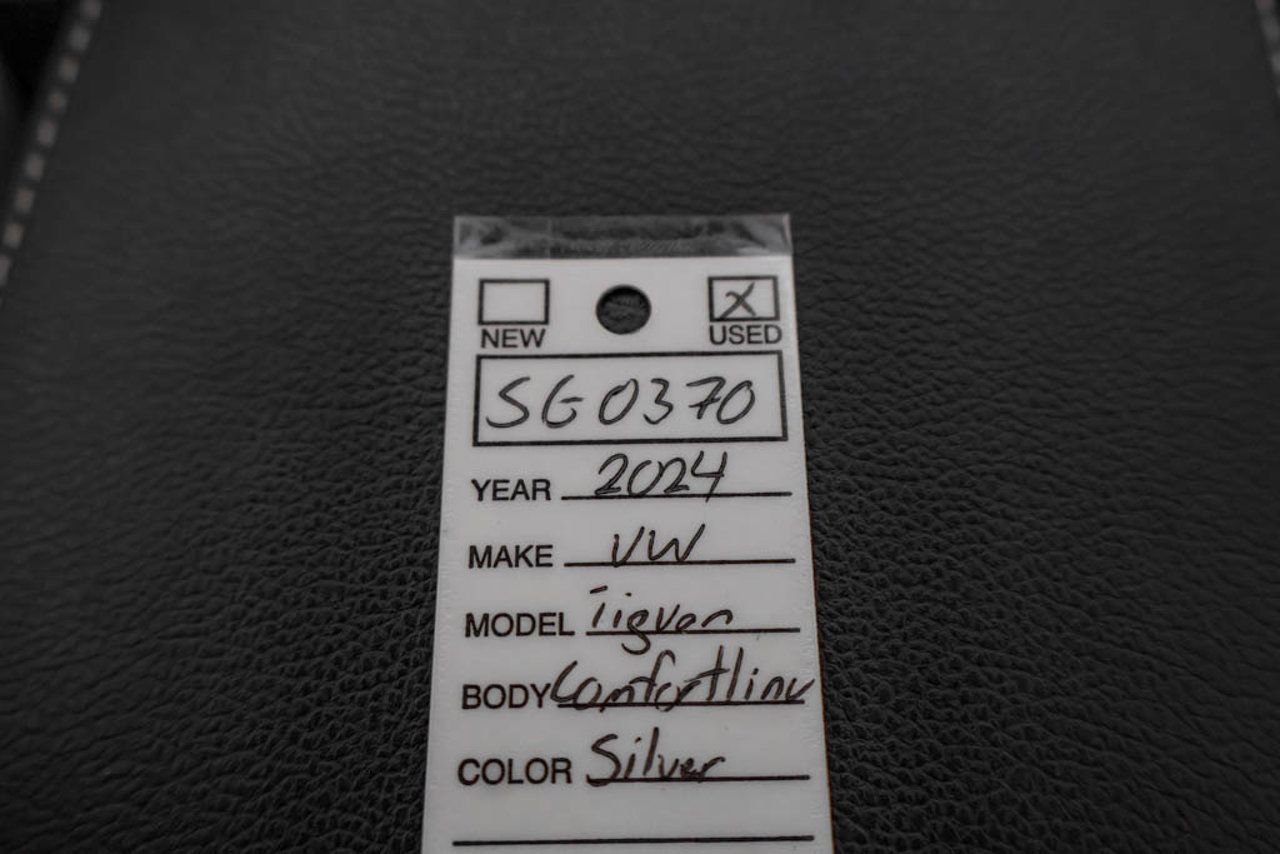 X
NEW USED
SG0370
YEAR 2024
MAKE VW
MODEL Tiguan
BODY Comfortline
COLOR Silver